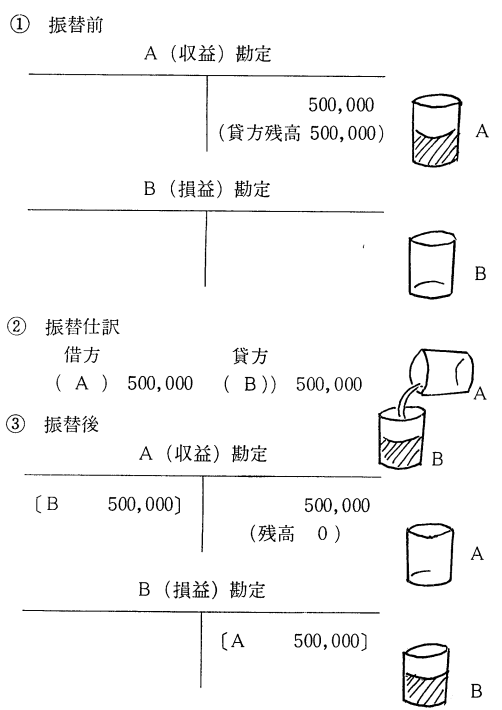 ① 振替前
A（収益）勘定
500,000
（貸方残高 500,000）
A
B（損益）勘定
B
② 振替仕訳
借方 貸方
（ A ） 500,000 （ B）） 500,000
A
B
③ 振替後
A（収益）勘定
〔B 500,000〕 500,000
（残高 0 ）
A
B（損益）勘定
〔A 500,000〕
B